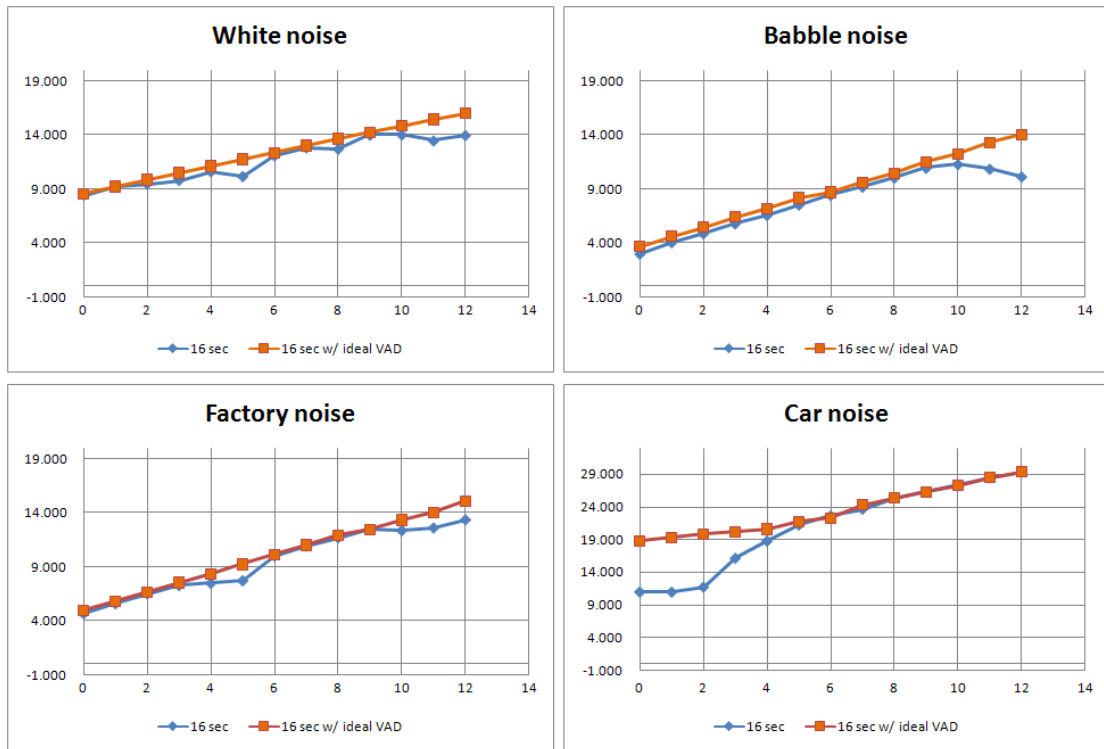 White noise
19.000
14.000
9.000
4.000
-1.000
0 2 4 6 8 10 12 14
16 sec 16 sec w/ ideal VAD
Babble noise
19.000
14.000
9.000
4.000
-1.000
0 2 4 6 8 10 12 14
16 sec 16 sec w/ ideal VAD
Factory noise
19.000
14.000
9.000
4.000
-1.000
0 2 4 6 8 10 12 14
16 sec 16 sec w/ ideal VAD
Car noise
29.000
24.000
19.000
14.000
9.000
4.000
-1.000
0 2 4 6 8 10 12 14
16 sec 16 sec w/ ideal VAD